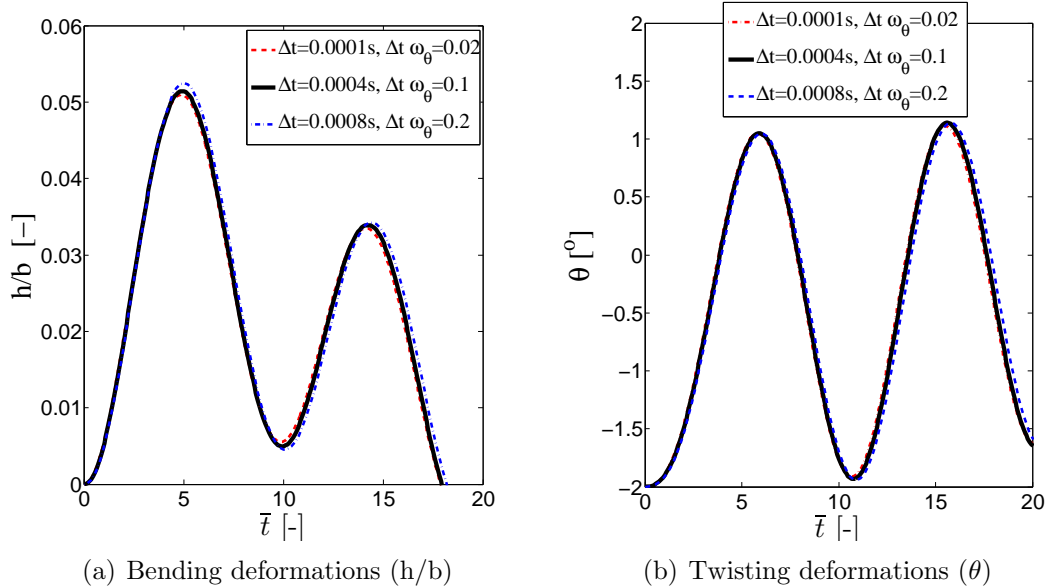 0.06
0.05
0.04
0.03
0.02
0.01
0
0 5 10 15 20
h/b [−]
t̅ [-]
Δt=0.0001s, Δt ω_θ=0.02
Δt=0.0004s, Δt ω_θ=0.1
Δt=0.0008s, Δt ω_θ=0.2
(a) Bending deformations (h/b)
2
1.5
1
0.5
0
−0.5
−1
−1.5
−2
0 5 10 15 20
θ [º]
t̅ [-]
Δt=0.0001s, Δt ω_θ=0.02
Δt=0.0004s, Δt ω_θ=0.1
Δt=0.0008s, Δt ω_θ=0.2
(b) Twisting deformations (θ)